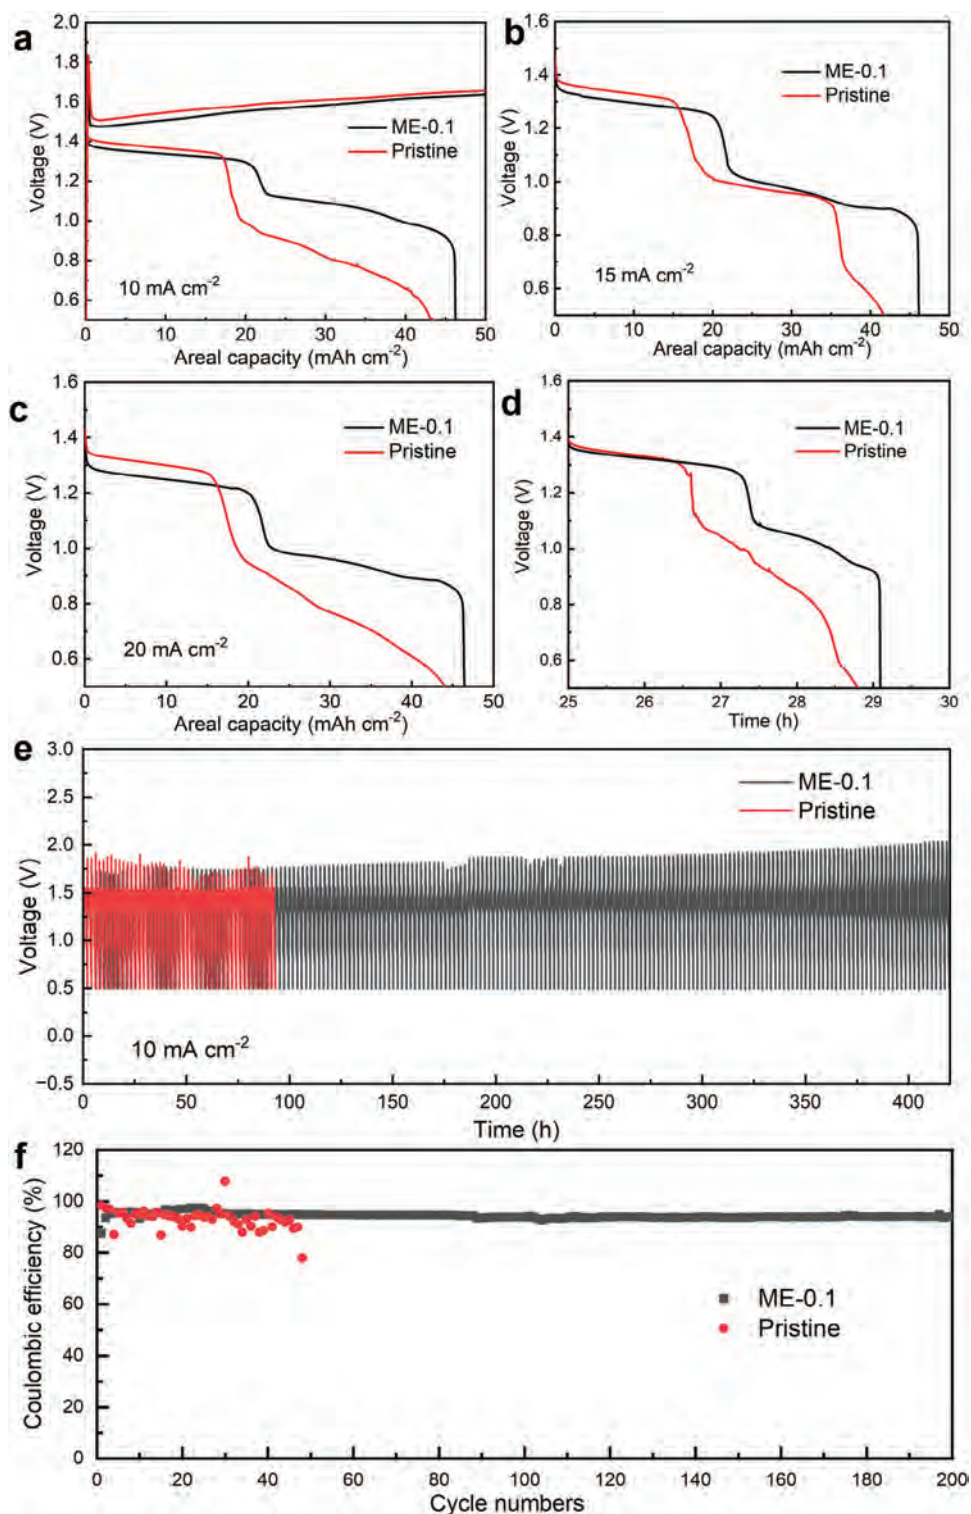 a
2.0
1.8
1.6
1.4
1.2
1.0
0.8
0.6
Voltage (V)
ME-0.1
Pristine
10 mA cm⁻²
0 10 20 30 40 50
Areal capacity (mAh cm⁻²)
b
1.6
1.4
1.2
1.0
0.8
0.6
Voltage (V)
ME-0.1
Pristine
15 mA cm⁻²
0 10 20 30 40 50
Areal capacity (mAh cm⁻²)
c
1.6
1.4
1.2
1.0
0.8
0.6
Voltage (V)
ME-0.1
Pristine
20 mA cm⁻²
0 10 20 30 40 50
Areal capacity (mAh cm⁻²)
d
1.6
1.4
1.2
1.0
0.8
0.6
Voltage (V)
ME-0.1
Pristine
25 26 27 28 29 30
Time (h)
e
3.0
2.5
2.0
1.5
1.0
0.5
0.0
−0.5
Voltage (V)
ME-0.1
Pristine
10 mA cm⁻²
0 50 100 150 200 250 300 350 400
Time (h)
f
120
100
80
60
40
20
0
Coulombic efficiency (%)
ME-0.1
Pristine
0 20 40 60 80 100 120 140 160 180 200
Cycle numbers